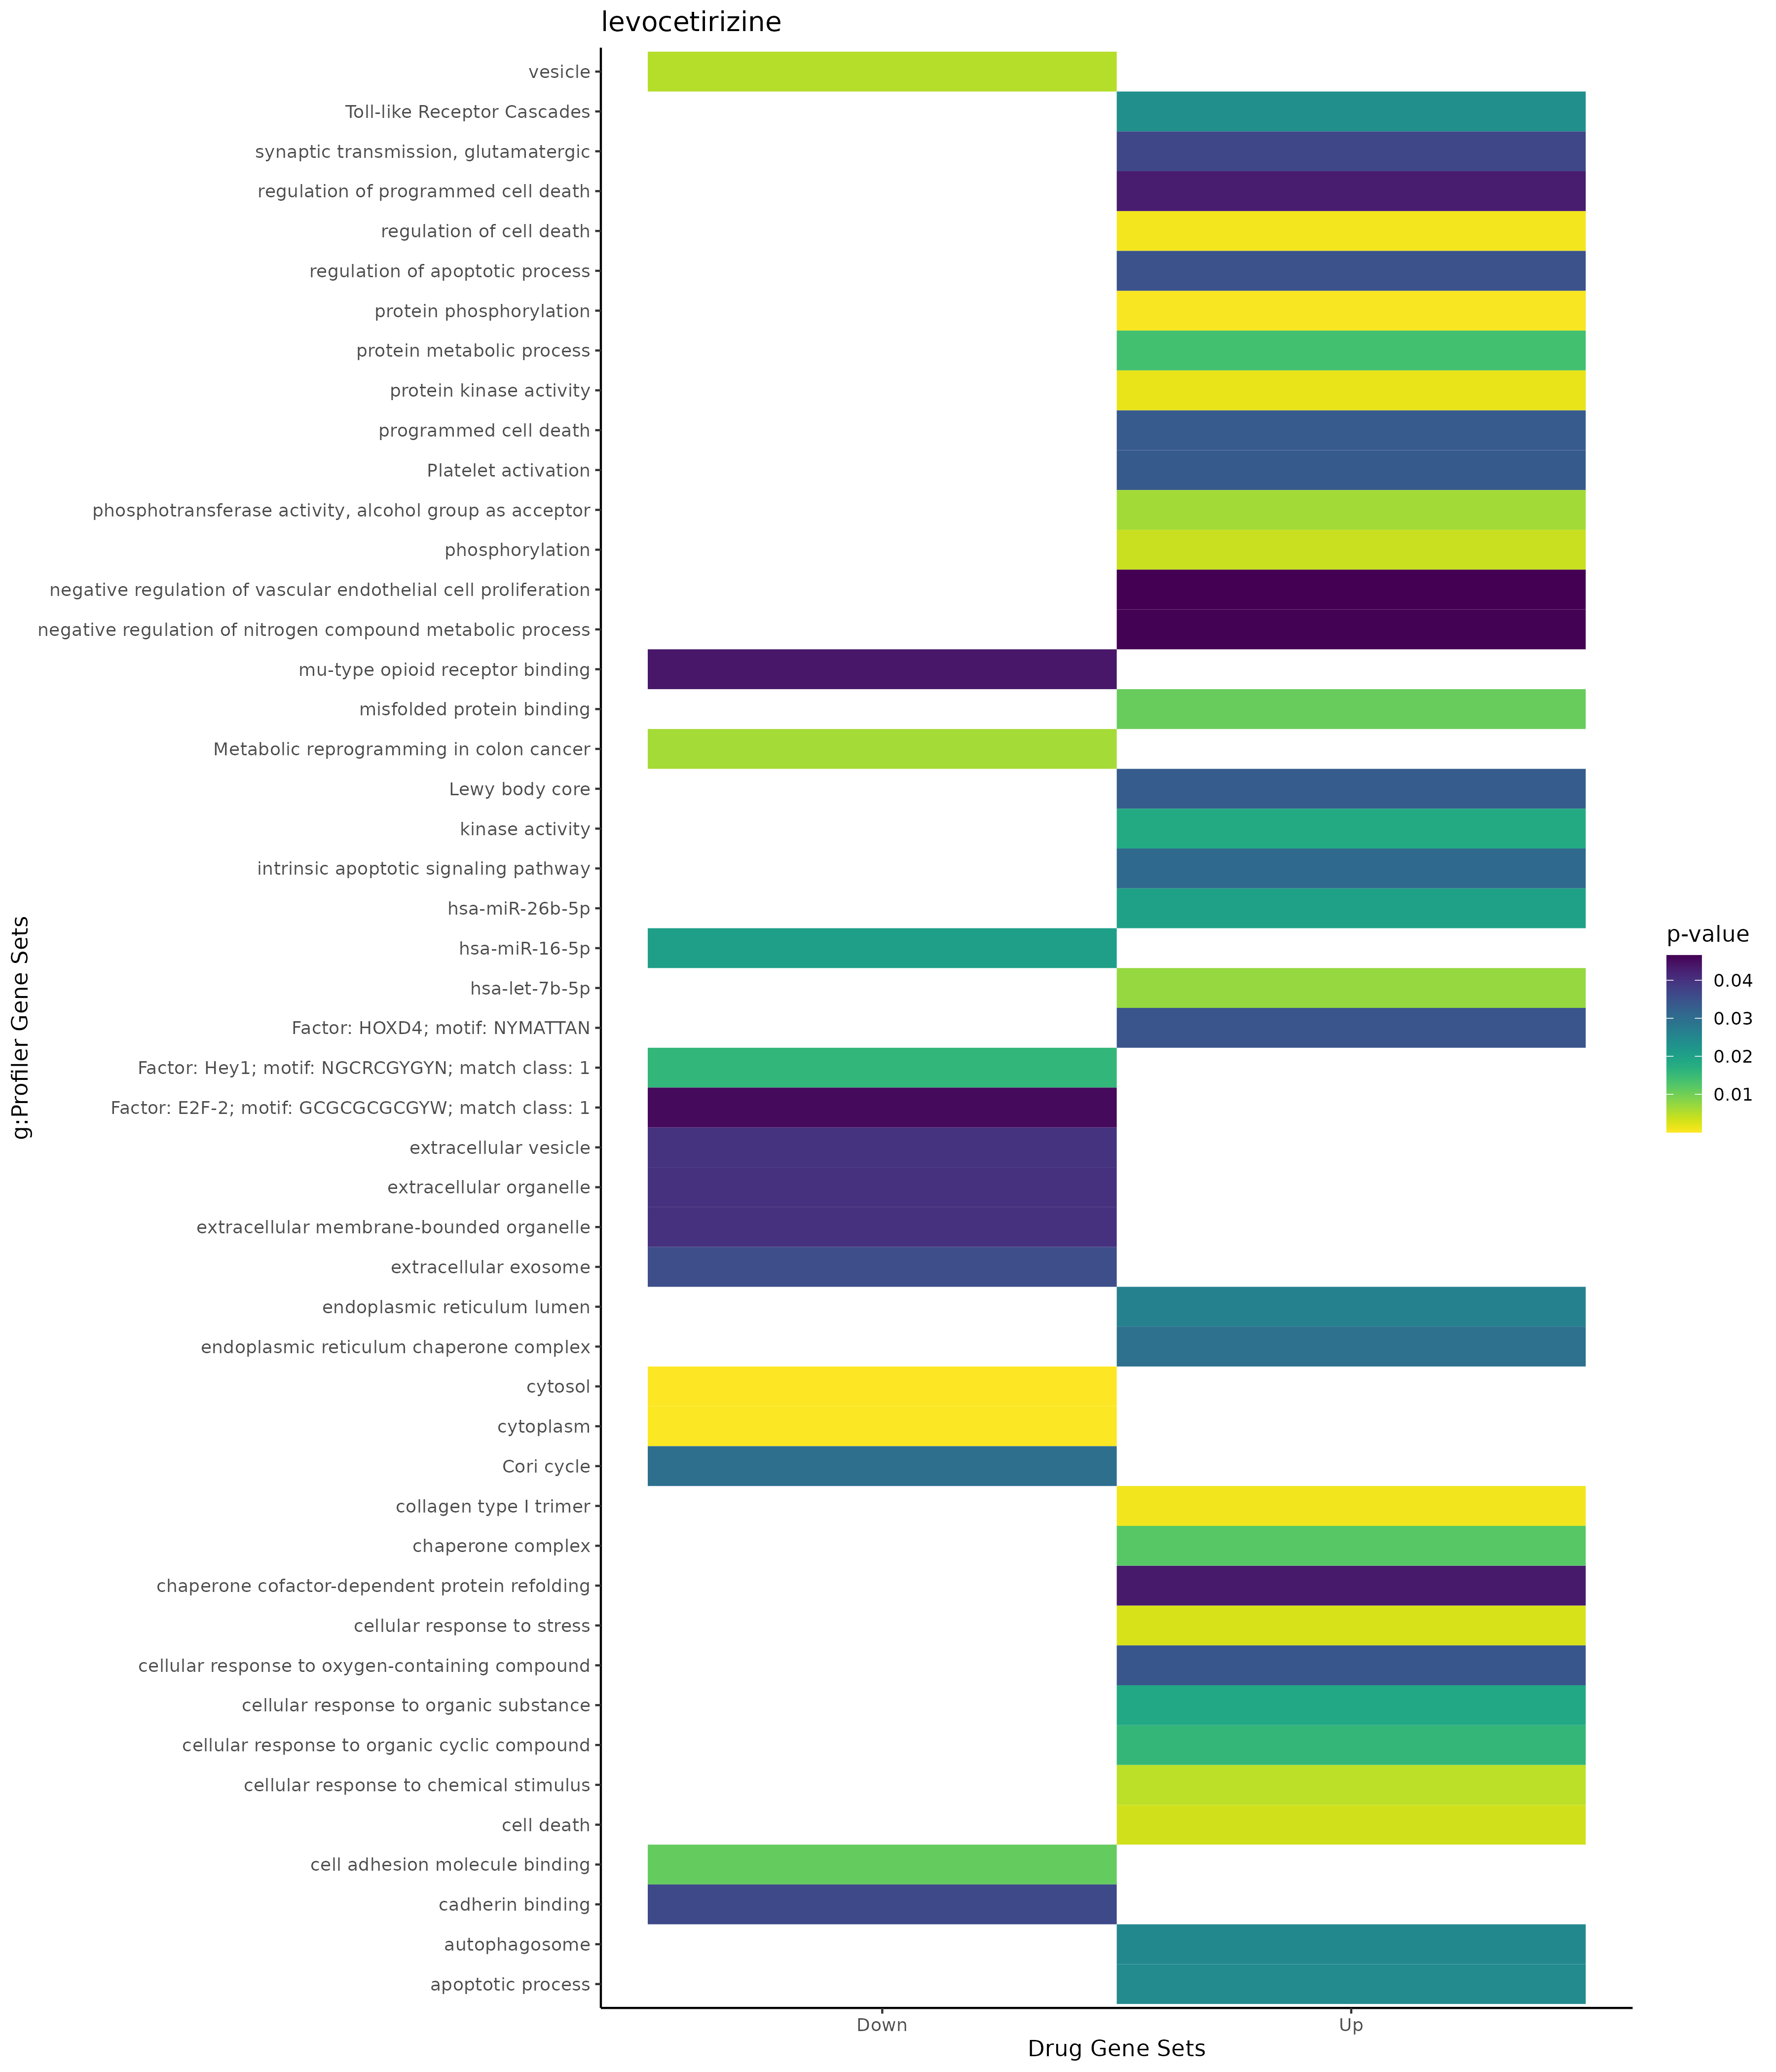 levocetirizine
vesicle
Toll-like Receptor Cascades
synaptic transmission, glutamatergic
regulation of programmed cell death
regulation of cell death
regulation of apoptotic process
protein phosphorylation
protein metabolic process
protein kinase activity
programmed cell death
Platelet activation
phosphotransferase activity, alcohol group as acceptor
phosphorylation
negative regulation of vascular endothelial cell proliferation
negative regulation of nitrogen compound metabolic process
mu-type opioid receptor binding
misfolded protein binding
Metabolic reprogramming in colon cancer
Lewy body core
kinase activity
intrinsic apoptotic signaling pathway
hsa-miR-26b-5p
hsa-miR-16-5p
hsa-let-7b-5p
Factor: HOXD4; motif: NYMATTAN
Factor: Hey1; motif: NGCRCGYGYN; match class: 1
Factor: E2F-2; motif: GCGCGCGCGYW; match class: 1
extracellular vesicle
extracellular organelle
extracellular membrane-bounded organelle
extracellular exosome
endoplasmic reticulum lumen
endoplasmic reticulum chaperone complex
cytosol
cytoplasm
Cori cycle
collagen type I trimer
chaperone complex
chaperone cofactor-dependent protein refolding
cellular response to stress
cellular response to oxygen-containing compound
cellular response to organic substance
cellular response to organic cyclic compound
cellular response to chemical stimulus
cell death
cell adhesion molecule binding
cadherin binding
autophagosome
apoptotic process
g:Profiler Gene Sets
Down
Up
Drug Gene Sets
p-value
0.04
0.03
0.02
0.01